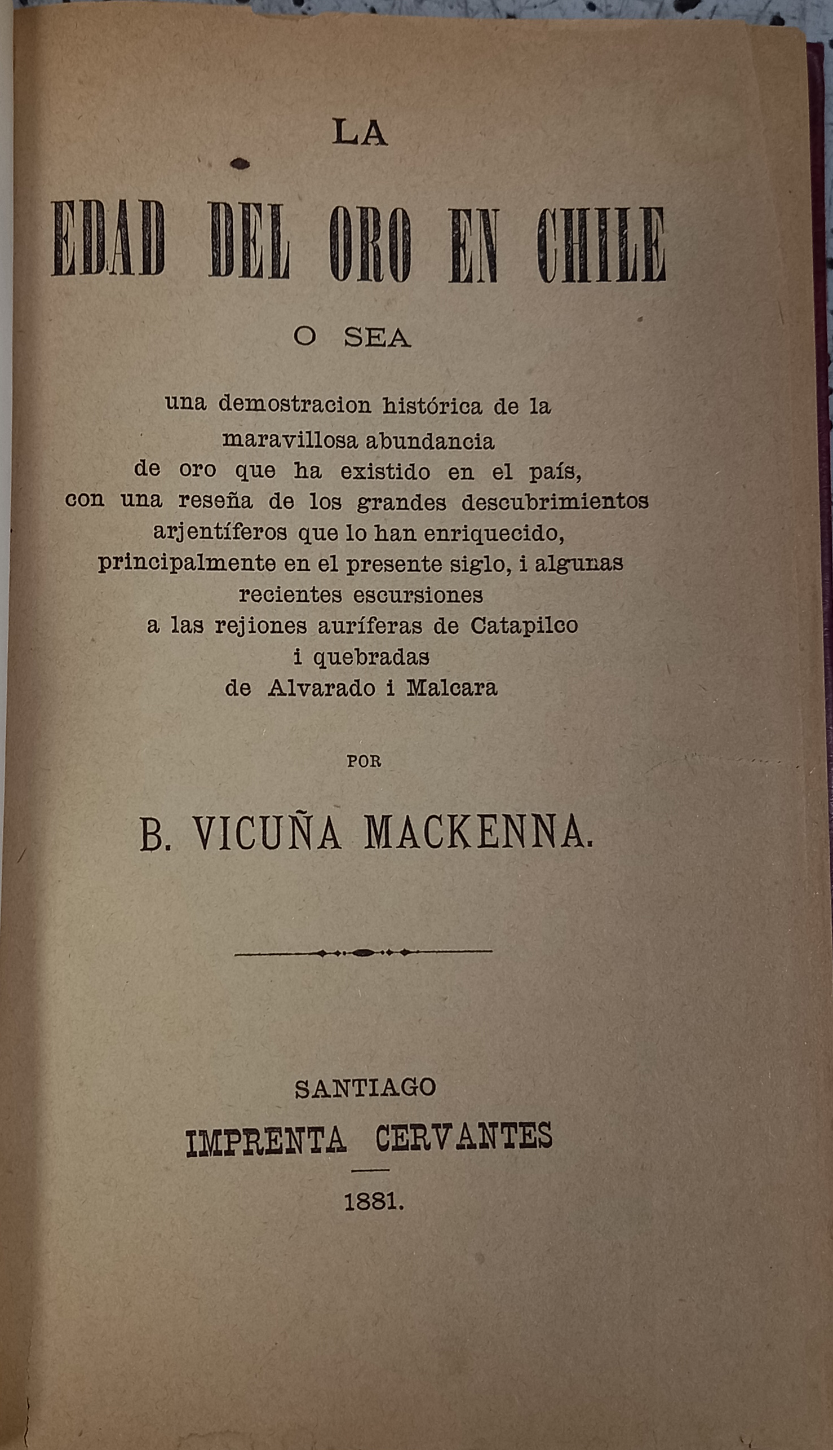 LA
EDAD DEL ORO EN CHILE
O SEA
una demostracion histórica de la
maravillosa abundancia
de oro que ha existido en el país,
con una reseña de los grandes descubrimientos
arjentíferos que lo han enriquecido,
principalmente en el presente siglo, i algunas
recientes escursiones
a las rejiones auríferas de Catapilco
i quebradas
de Alvarado i Malcara
POR
B. VICUÑA MACKENNA.
SANTIAGO
IMPRENTA CERVANTES
1881.